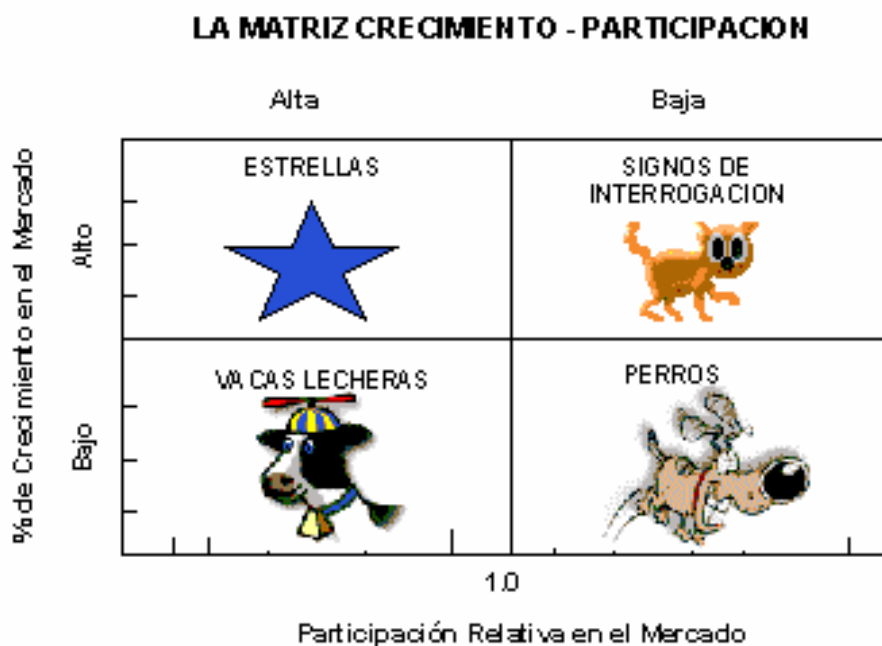 LA MATRIZ CRECIMIENTO - PARTICIPACION
Alta
Baja
% de Crecimiento en el Mercado
Alto
ESTRELLAS
SIGNOS DE
INTERROGACION
Bajo
VACAS LECHERAS
PERROS
1.0
Participación Relativa en el Mercado